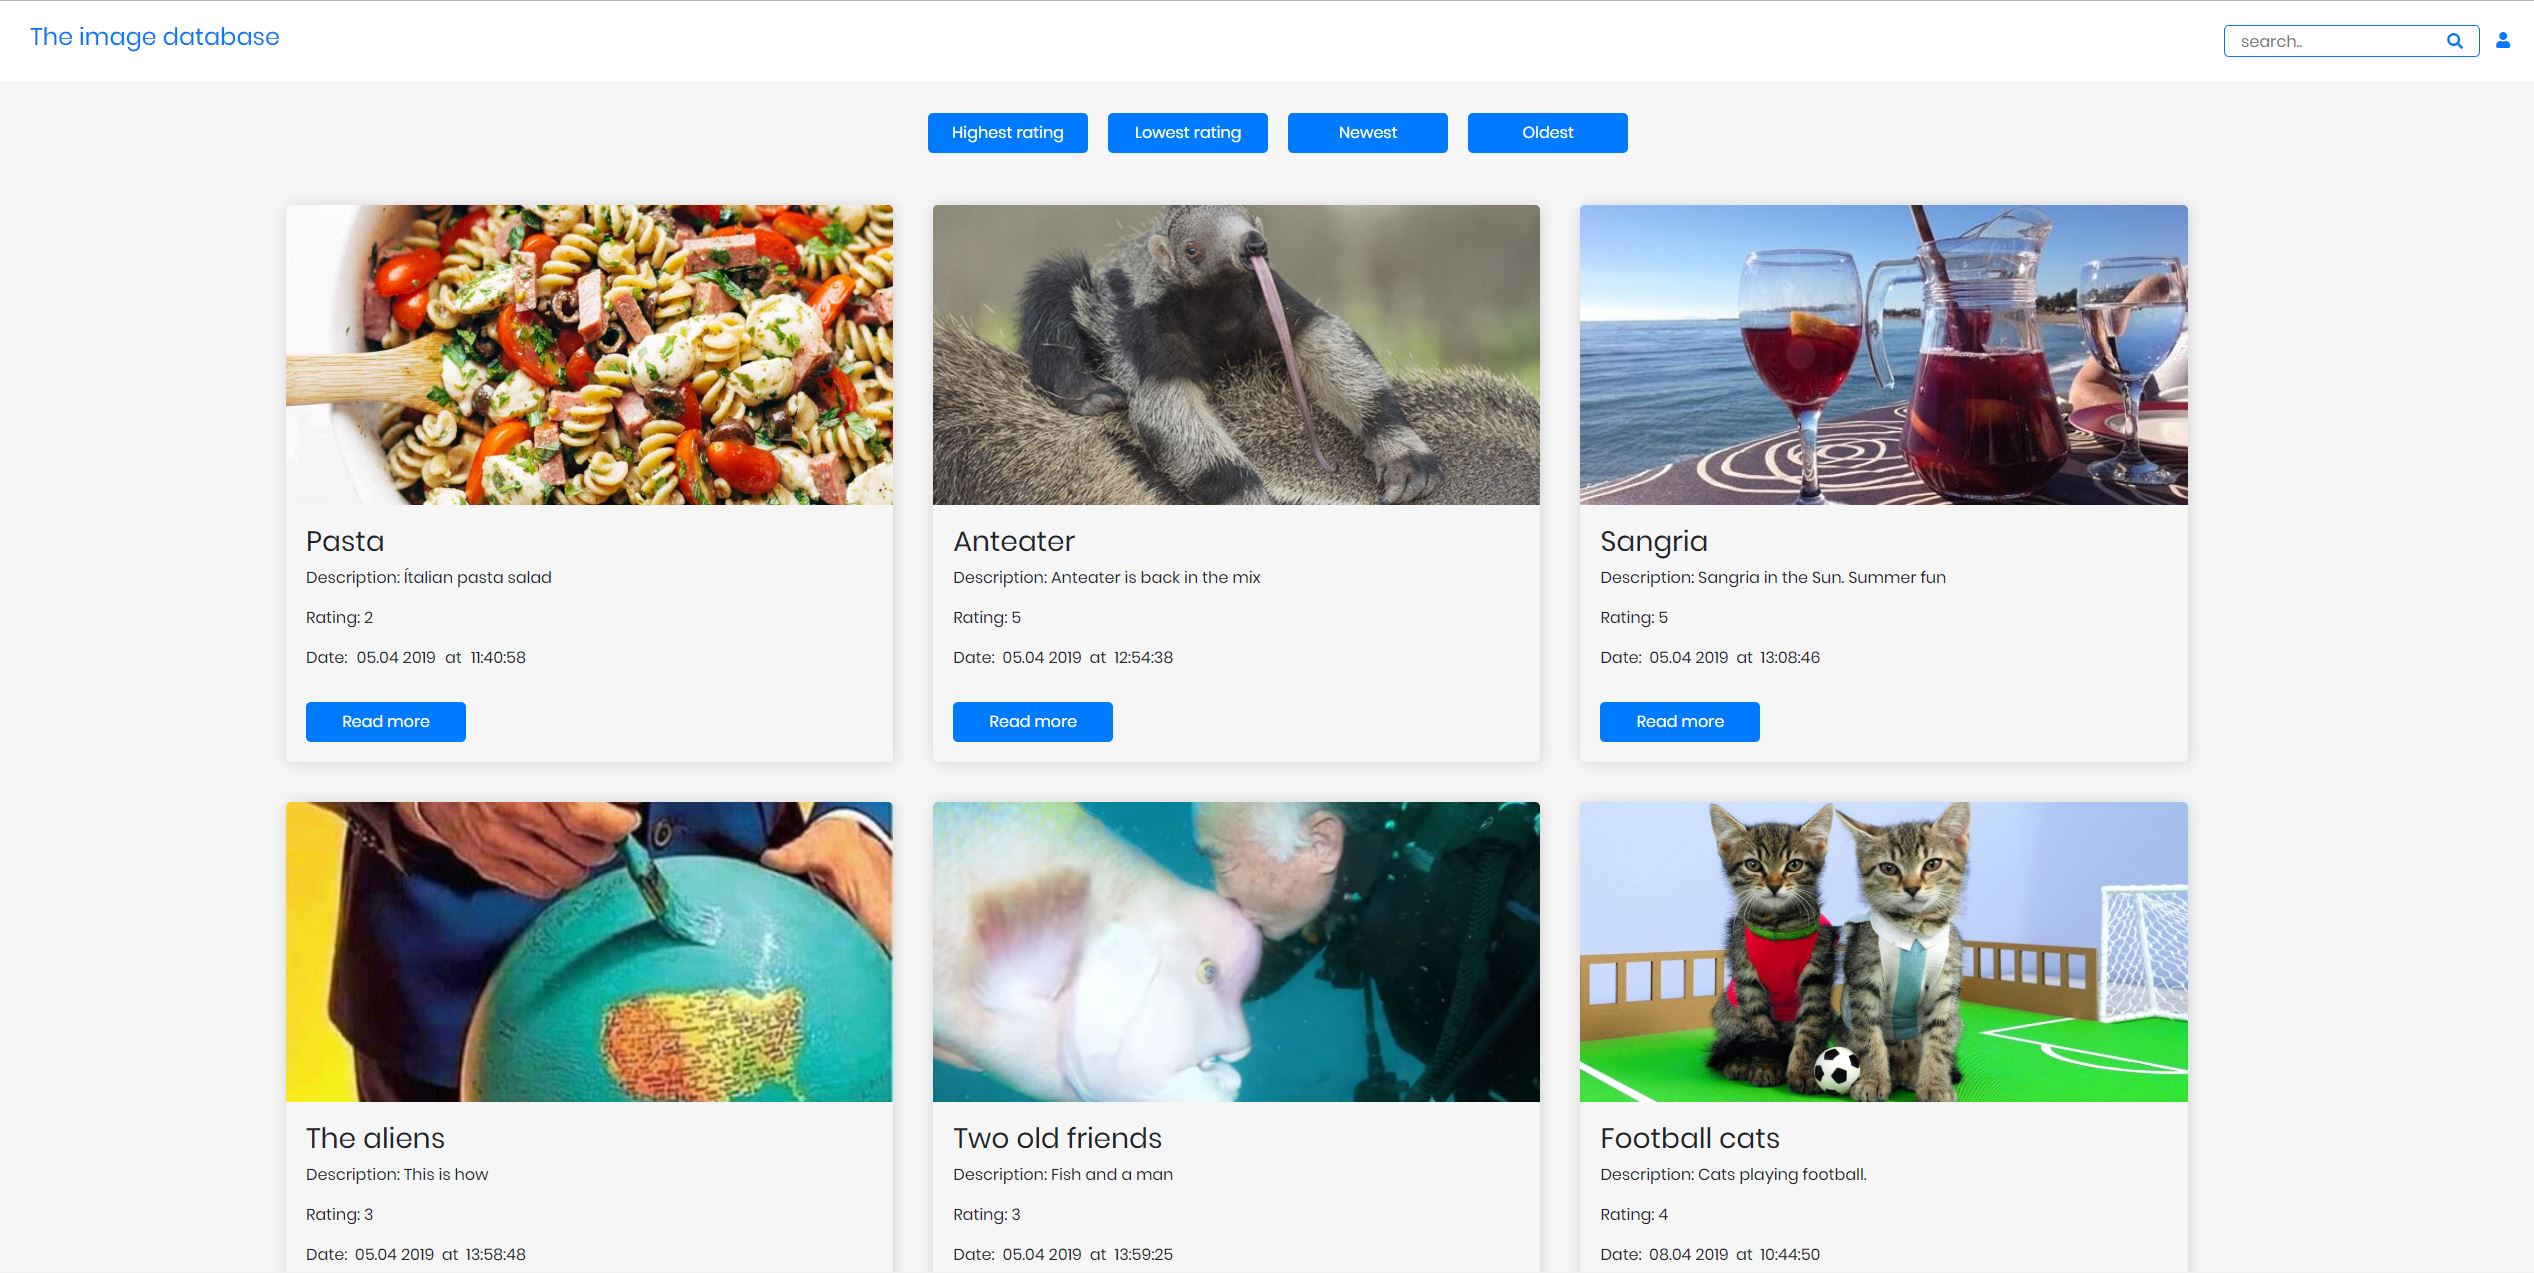 The image database
search..
Highest rating
Lowest rating
Newest
Oldest
Pasta
Description: Ítalian pasta salad
Rating: 2
Date: 05.04 2019 at 11:40:58
Read more
Anteater
Description: Anteater is back in the mix
Rating: 5
Date: 05.04 2019 at 12:54:38
Read more
Sangria
Description: Sangria in the Sun. Summer fun
Rating: 5
Date: 05.04 2019 at 13:08:46
Read more
The aliens
Description: This is how
Rating: 3
Date: 05.04 2019 at 13:58:48
Two old friends
Description: Fish and a man
Rating: 3
Date: 05.04 2019 at 13:59:25
Football cats
Description: Cats playing football.
Rating: 4
Date: 08.04 2019 at 10:44:50